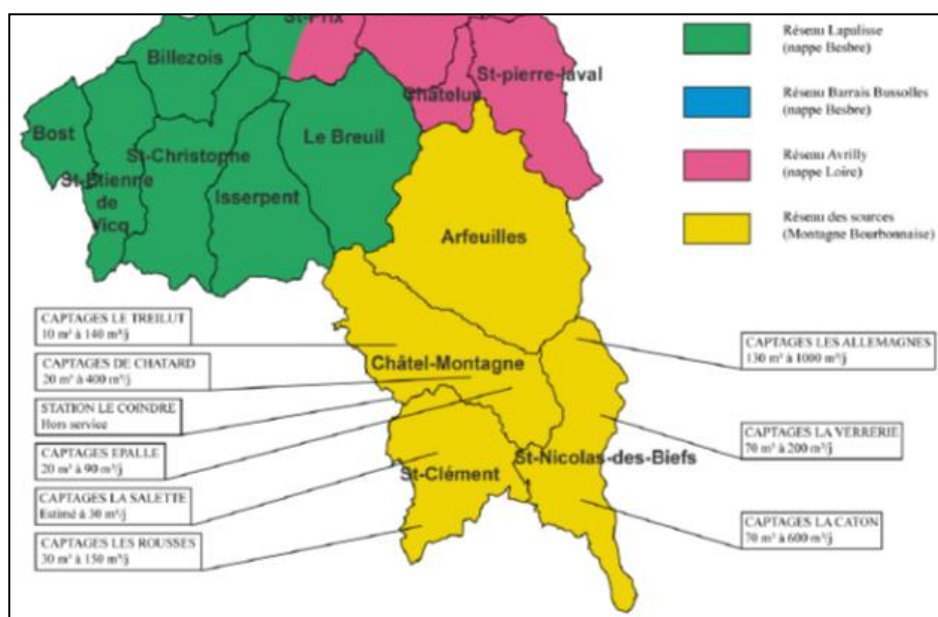 St-Prix
Billezois
St-pierre-laval
Châtelus
Bost
Le Breuil
St-Christophe
St-Etienne
de
Vicq
Isserpent
Arfeuilles
Châtel-Montagne
St-Nicolas-des-Biefs
St-Clément
Réseau Lapalisse
(nappe Besbre)
Réseau Barrais Bussolles
(nappe Besbre)
Réseau Avrilly
(nappe Loire)
Réseau des sources
(Montagne Bourbonnaise)
CAPTAGES LE TREILUT
10 m³ à 140 m³/j
CAPTAGES DE CHATARD
20 m³ à 400 m³/j
STATION LE COINDRE
Hors service
CAPTAGES EPALLE
20 m³ à 90 m³/j
CAPTAGES LA SALETTE
Estimé à 30 m³/j
CAPTAGES LES ROUSSES
30 m³ à 150 m³/j
CAPTAGES LES ALLEMAGNES
130 m³ à 1000 m³/j
CAPTAGES LA VERRERIE
70 m³ à 200 m³/j
CAPTAGES LA CATON
70 m³ à 600 m³/j